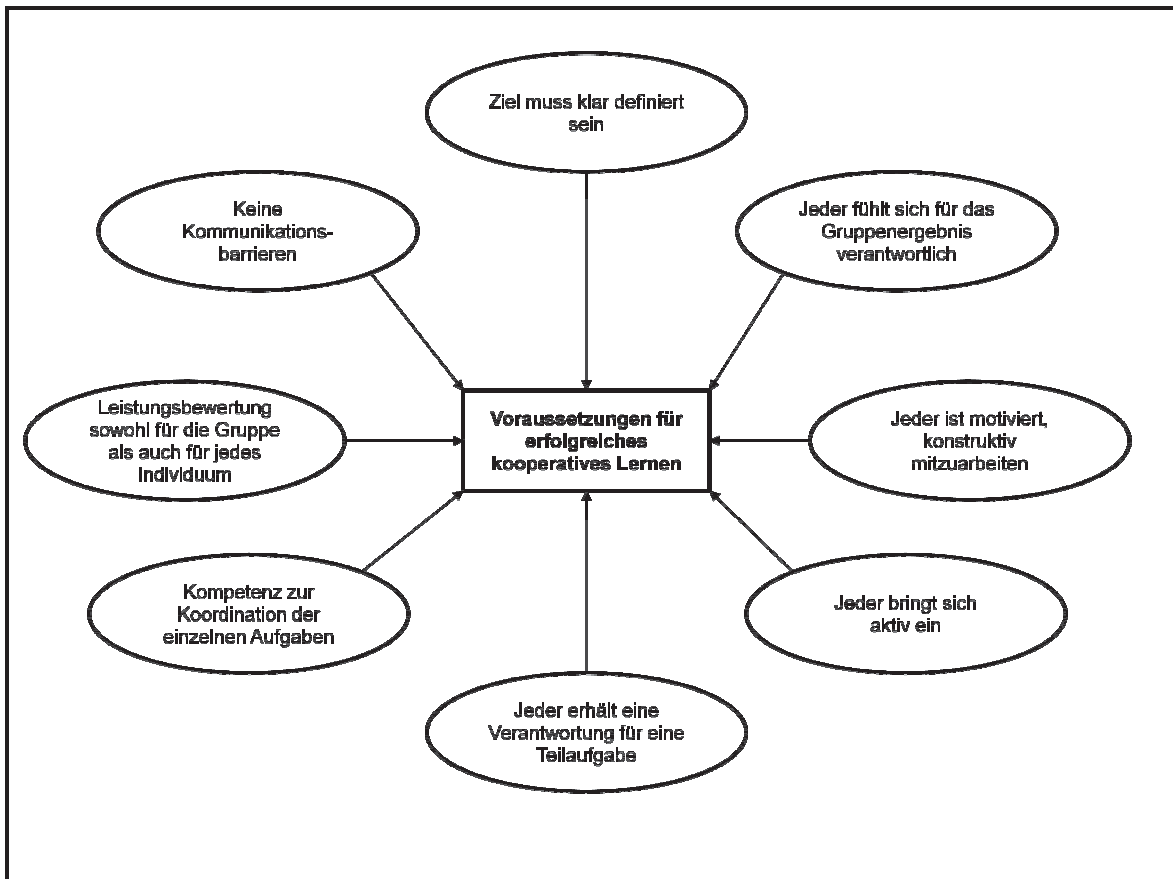 Ziel muss klar definiert
sein
Keine
Kommunikations-
barrieren
Jeder fühlt sich für das
Gruppenergebnis
verantwortlich
Leistungsbewertung
sowohl für die Gruppe
als auch für jedes
Individuum
Voraussetzungen für
erfolgreiches
kooperatives Lernen
Jeder ist motiviert,
konstruktiv
mitzuarbeiten
Kompetenz zur
Koordination der
einzelnen Aufgaben
Jeder bringt sich
aktiv ein
Jeder erhält eine
Verantwortung für eine
Teilaufgabe